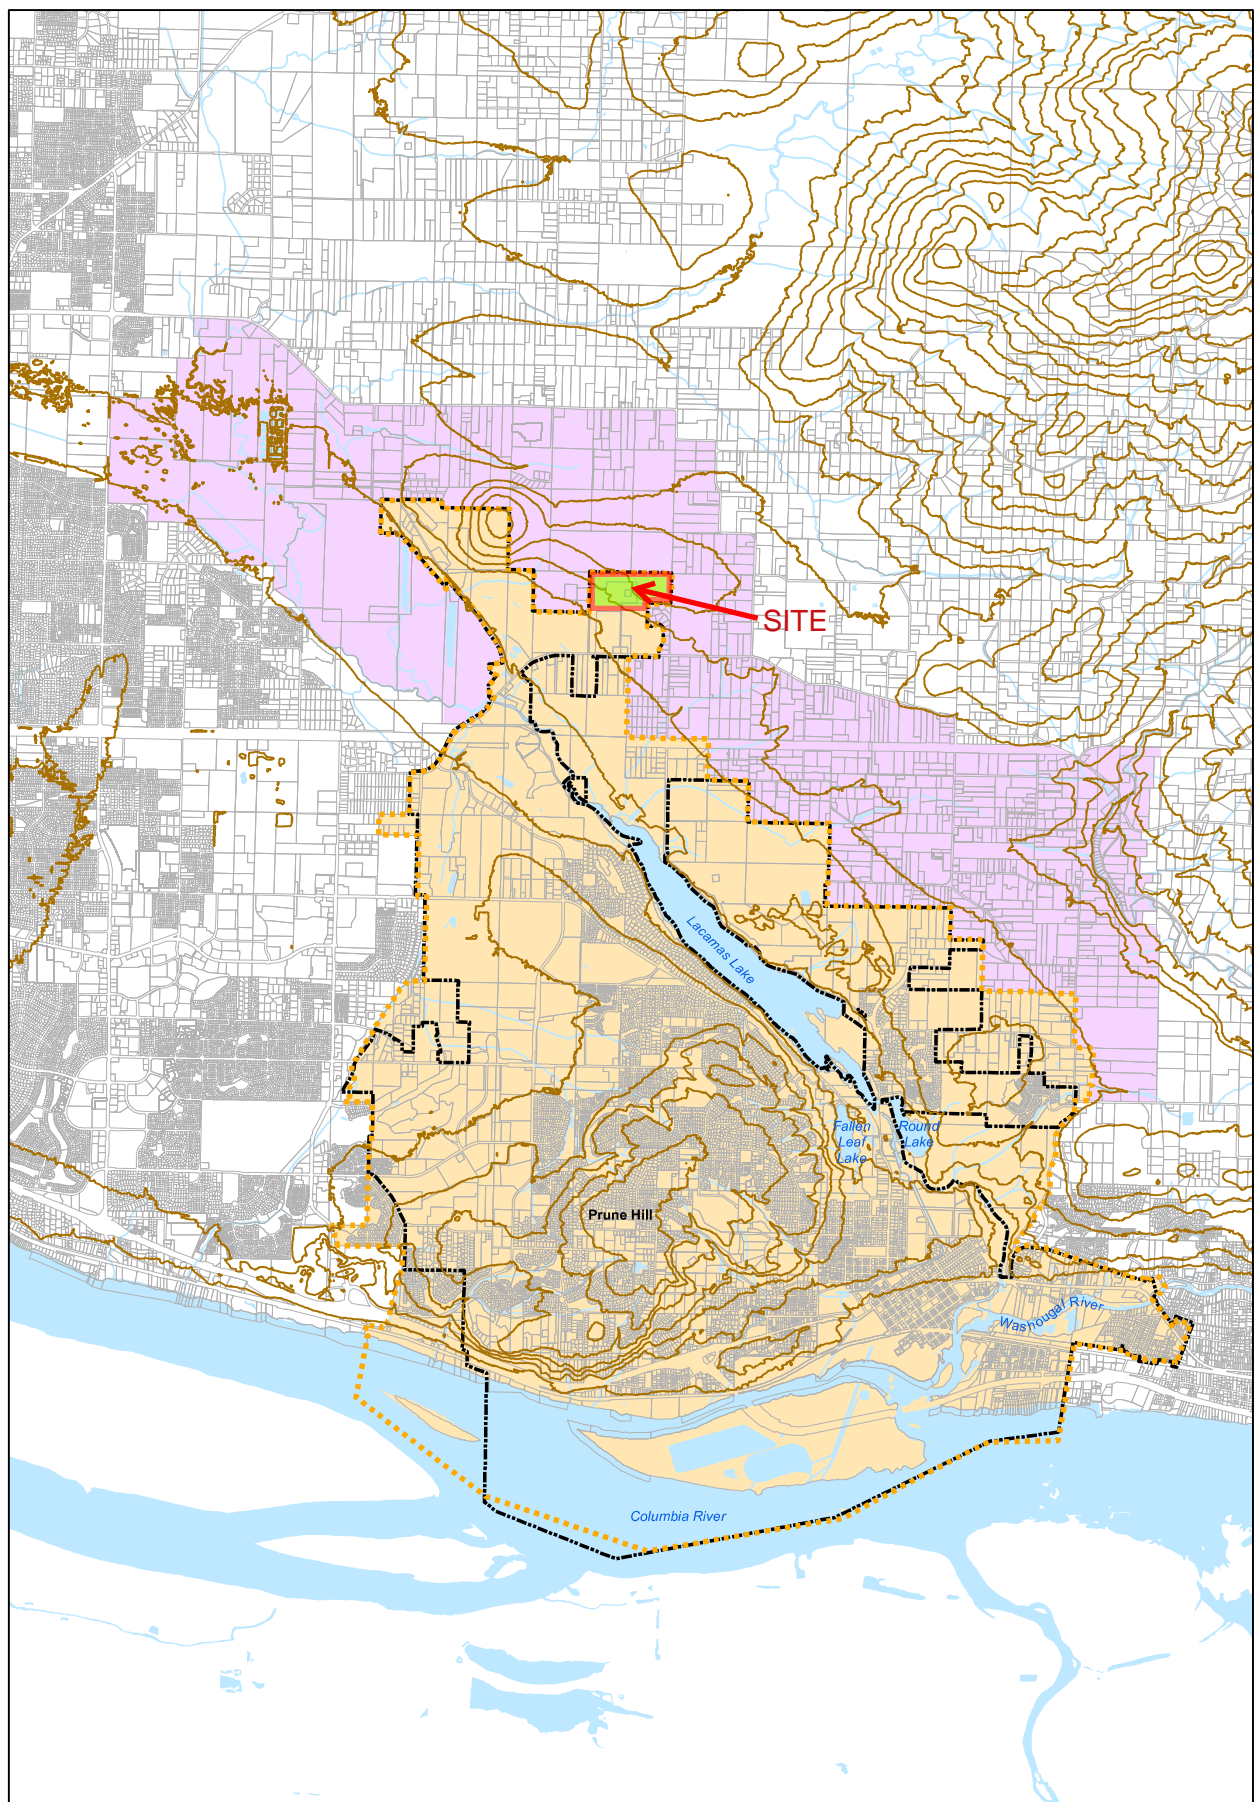 SITE
Lacamas Lake
Fallen
Leaf
Lake
Round
Lake
Prune Hill
Washougal River
Columbia River